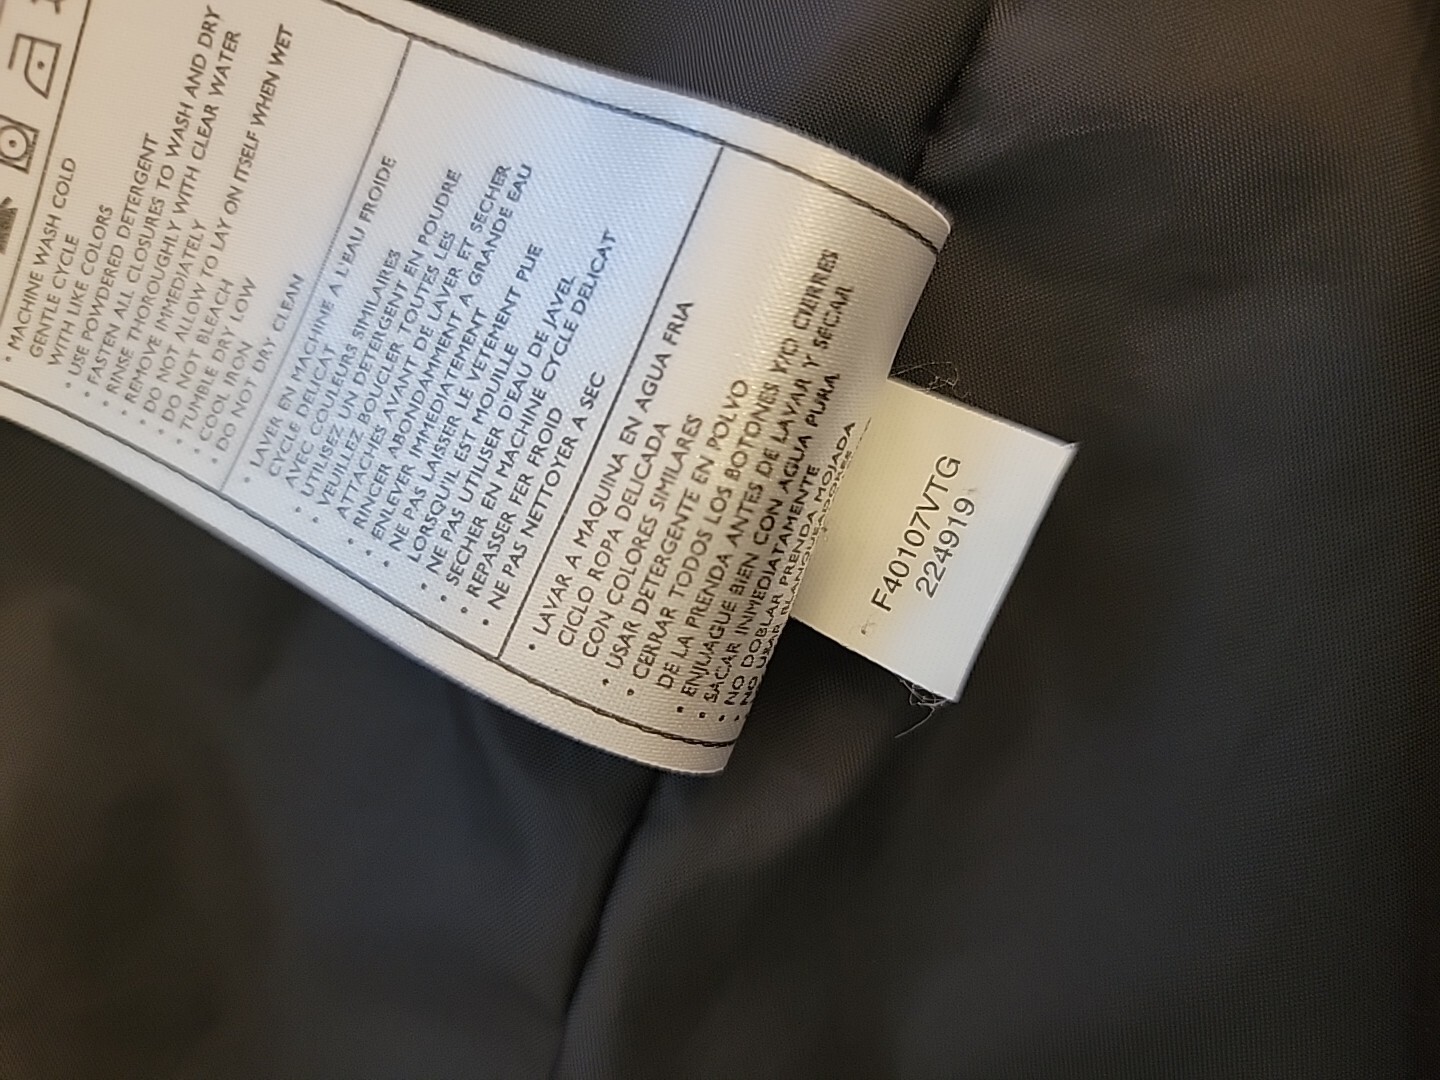 • MACHINE WASH COLD
GENTLE CYCLE
WITH LIKE COLORS
• USE POWDERED DETERGENT
• FASTEN ALL CLOSURES TO WASH AND DRY
• RINSE THOROUGHLY WITH CLEAR WATER
• REMOVE IMMEDIATELY
• DO NOT ALLOW TO LAY ON ITSELF WHEN WET
• DO NOT BLEACH
• TUMBLE DRY LOW
• COOL IRON
• DO NOT DRY CLEAN
• LAVER EN MACHINE A L'EAU FROIDE
CYCLE DELICAT
AVEC COULEURS SIMILAIRES
• UTILISEZ UN DETERGENT EN POUDRE
• VEUILLEZ BOUCLER TOUTES LES
ATTACHES AVANT DE LAVER ET SECHER
• RINCER ABONDAMMENT A GRANDE EAU
• ENLEVER IMMEDIATEMENT
• NE PAS LAISSER LE VETEMENT PLIE
LORSQU'IL EST MOUILLE
• NE PAS UTILISER D'EAU DE JAVEL
• SECHER EN MACHINE CYCLE DELICAT
• REPASSER FER FROID
• NE PAS NETTOYER A SEC
• LAVAR A MAQUINA EN AGUA FRIA
CICLO ROPA DELICADA
CON COLORES SIMILARES
• USAR DETERGENTE EN POLVO
• CERRAR TODOS LOS BOTONES Y/O CIERRES
DE LA PRENDA ANTES DE LAVAR Y SECAR
• ENJUAGUE BIEN CON AGUA PURA
• SACAR INMEDIATAMENTE
• NO DOBLAR PRENDA MOJADA
• NO USAR BLANQUEADORES
F40107VTG
224919